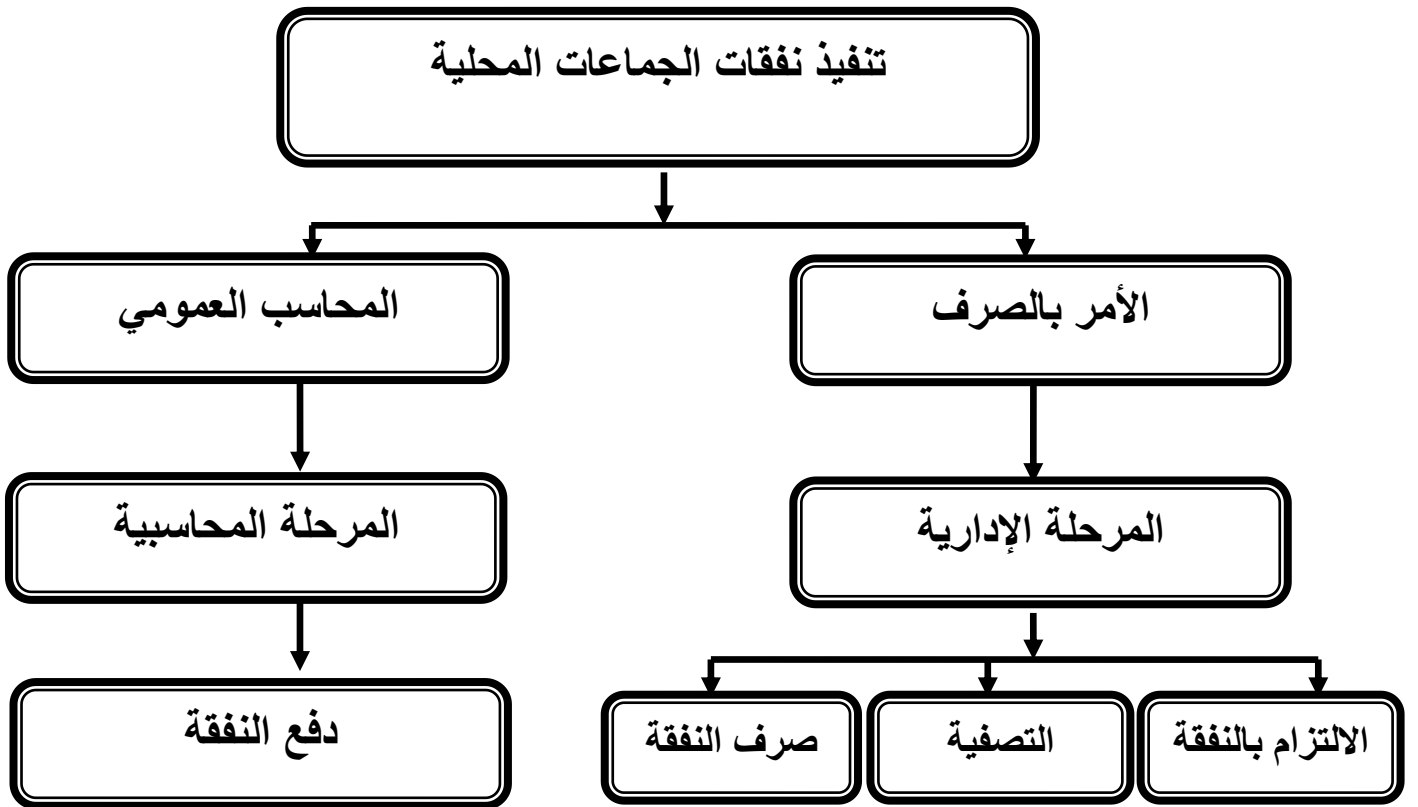 تنفيذ نفقات الجماعات المحلية
الأمر بالصرف
المحاسب العمومي
المرحلة الإدارية
المرحلة المحاسبية
الالتزام بالنفقة
التصفية
صرف النفقة
دفع النفقة